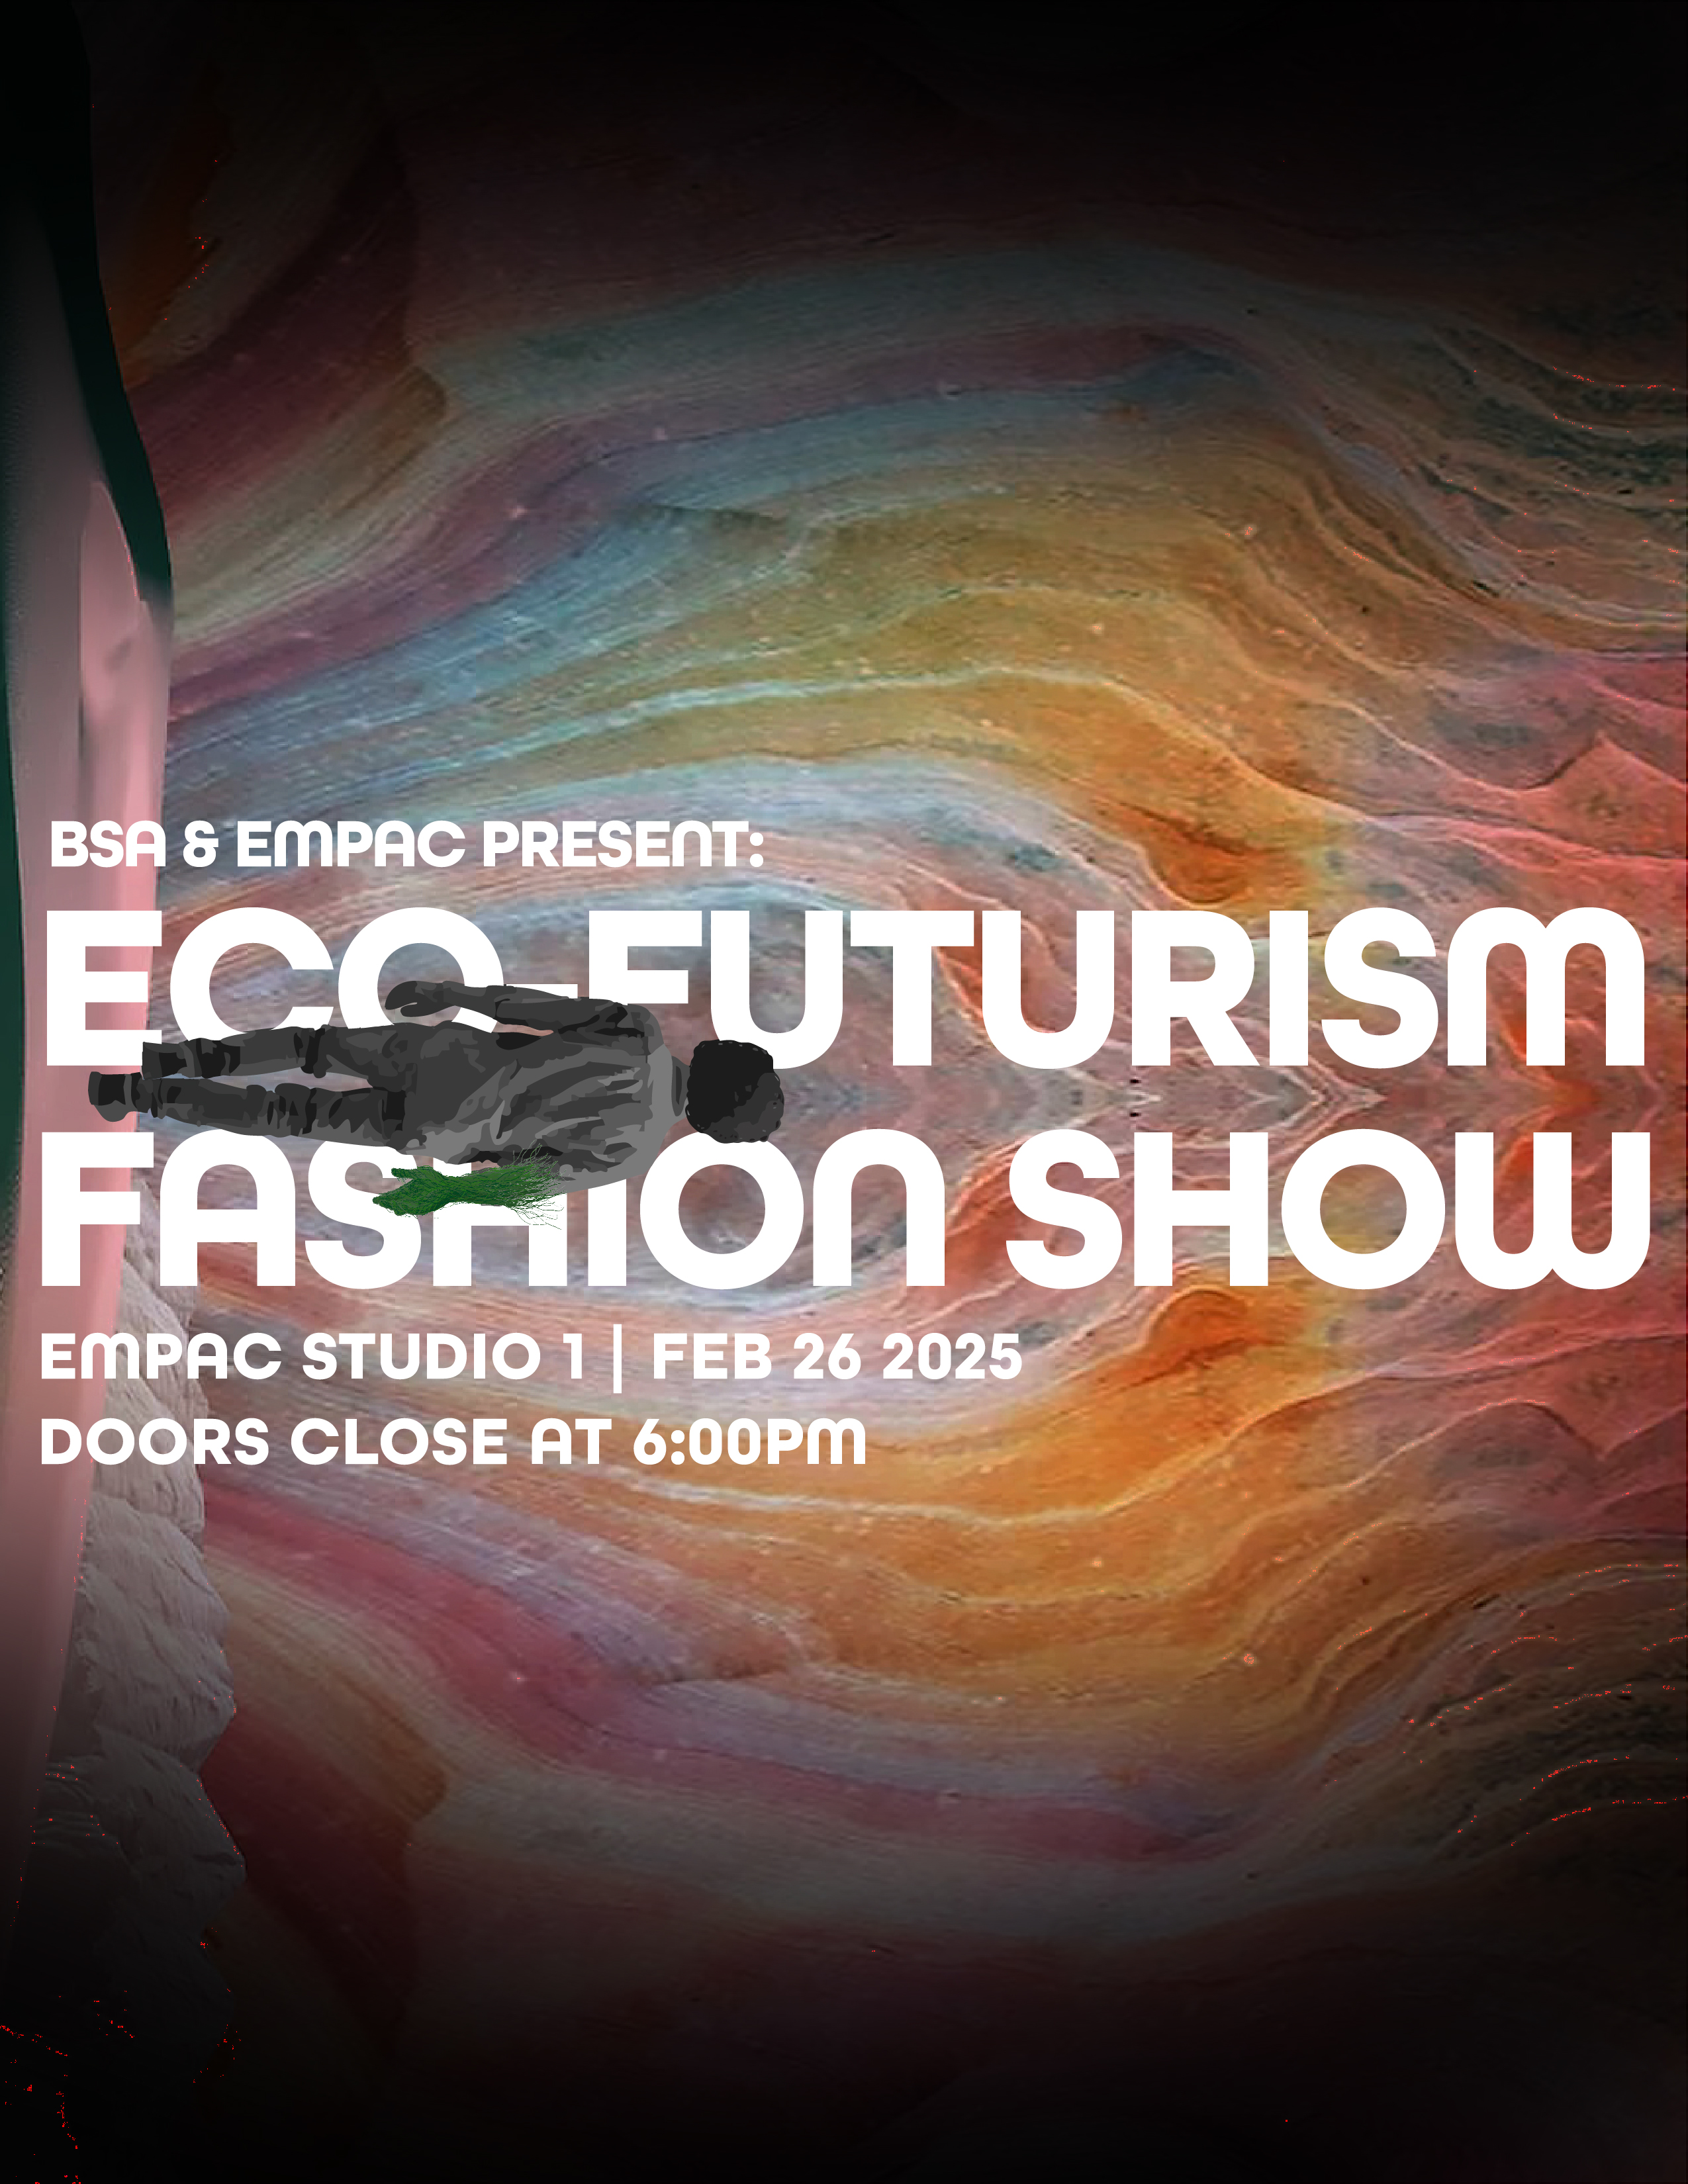 BSA & EMPAC PRESENT:
ECO-FUTURISM
FASHION SHOW
EMPAC STUDIO 1 | FEB 26 2025
DOORS CLOSE AT 6:00PM